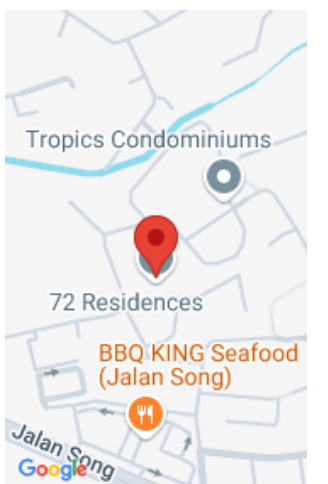 Tropics Condominiums
72 Residences
BBQ KING Seafood
(Jalan Song)
Jalan Song
Google